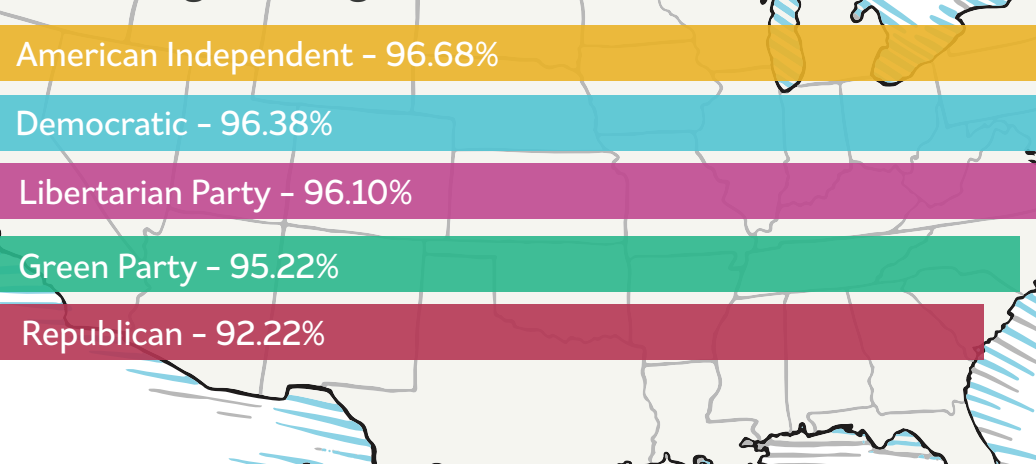 American Independent – 96.68%
Democratic – 96.38%
Libertarian Party – 96.10%
Green Party – 95.22%
Republican – 92.22%